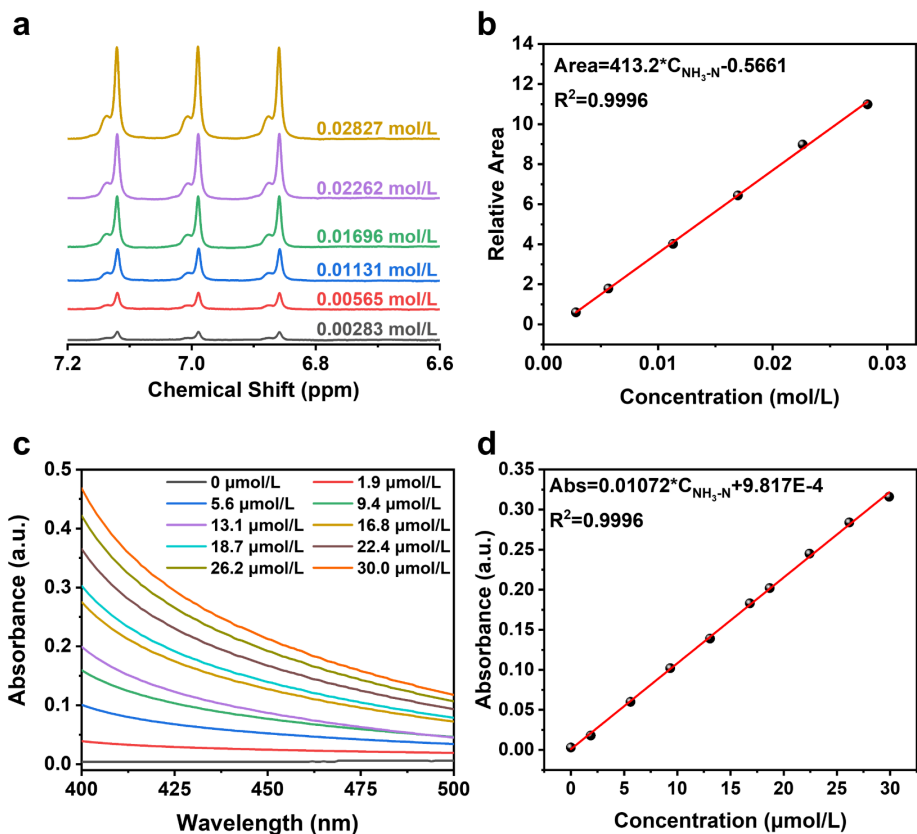 a
0.02827 mol/L
0.02262 mol/L
0.01696 mol/L
0.01131 mol/L
0.00565 mol/L
0.00283 mol/L
7.2 7.0 6.8 6.6
Chemical Shift (ppm)
b
Area=413.2*C_NH₃-N-0.5661
R²=0.9996
14
12
10
8
6
4
2
0
Relative Area
0.00 0.01 0.02 0.03
Concentration (mol/L)
c
0.5
0.4
0.3
0.2
0.1
0.0
Absorbance (a.u.)
0 μmol/L 1.9 μmol/L
5.6 μmol/L 9.4 μmol/L
13.1 μmol/L 16.8 μmol/L
18.7 μmol/L 22.4 μmol/L
26.2 μmol/L 30.0 μmol/L
400 425 450 475 500
Wavelength (nm)
d
Abs=0.01072*C_NH₃-N+9.817E-4
R²=0.9996
0.35
0.30
0.25
0.20
0.15
0.10
0.05
0.00
Absorbance (a.u.)
0 5 10 15 20 25 30
Concentration (μmol/L)